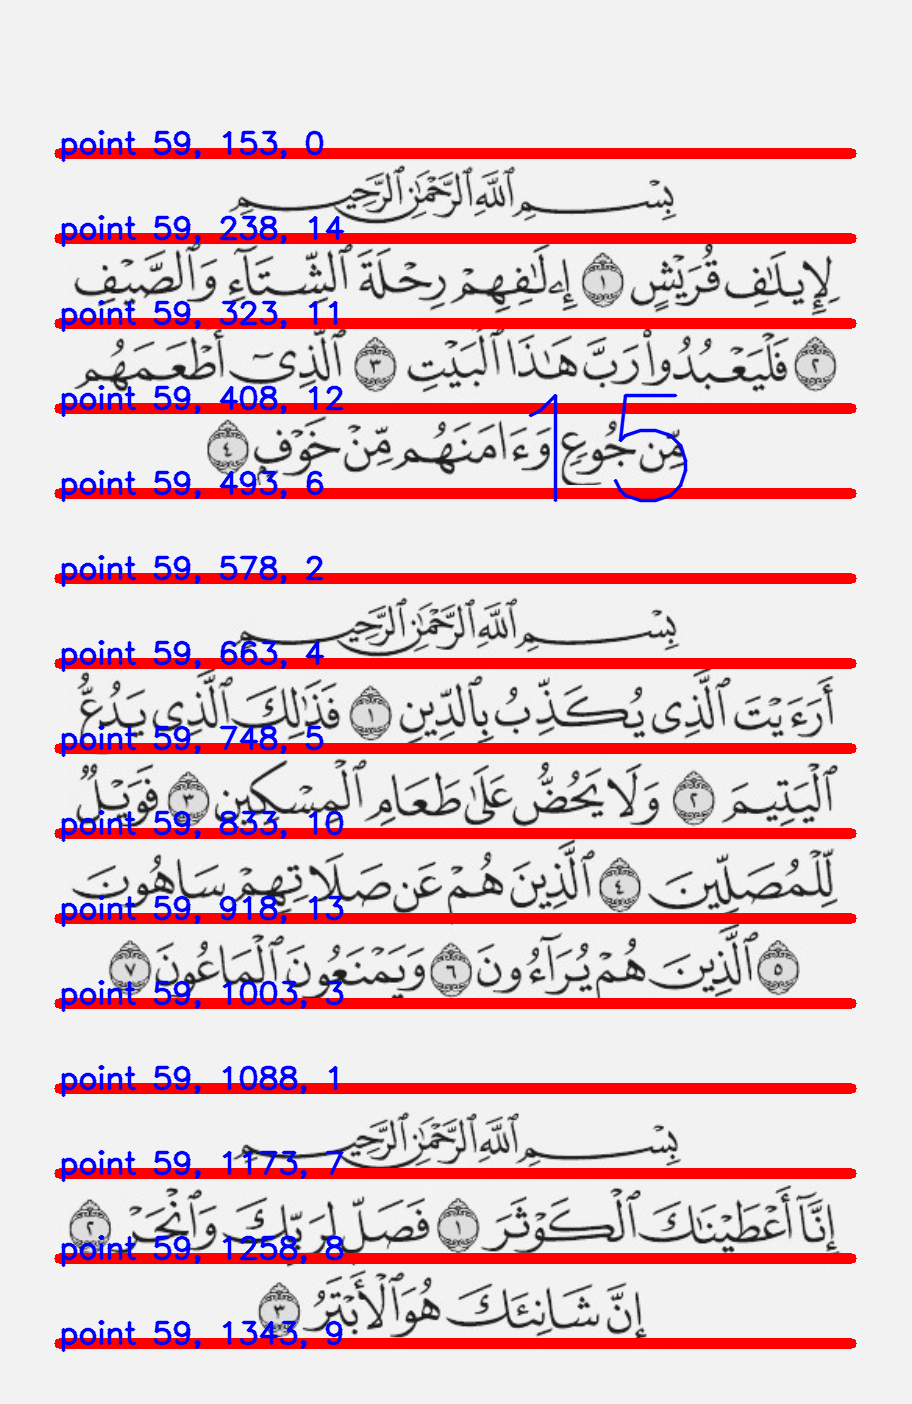 point 59, 153, 0
بِسْمِ ٱللَّهِ ٱلرَّحْمَٰنِ ٱلرَّحِيمِ
point 59, 238, 14
لِإِيلَٰفِ قُرَيْشٍ ١ إِۦلَٰفِهِمْ رِحْلَةَ ٱلشِّتَآءِ وَٱلصَّيْفِ
point 59, 323, 11
٢ فَلْيَعْبُدُوا۟ رَبَّ هَٰذَا ٱلْبَيْتِ ٣ ٱلَّذِىٓ أَطْعَمَهُم
point 59, 408, 12
مِّن جُوعٍ وَءَامَنَهُم مِّنْ خَوْفٍۭ ٤
15
point 59, 493, 6
point 59, 578, 2
بِسْمِ ٱللَّهِ ٱلرَّحْمَٰنِ ٱلرَّحِيمِ
point 59, 663, 4
أَرَءَيْتَ ٱلَّذِى يُكَذِّبُ بِٱلدِّينِ ١ فَذَٰلِكَ ٱلَّذِى يَدُعُّ
point 59, 748, 5
ٱلْيَتِيمَ ٢ وَلَا يَحُضُّ عَلَىٰ طَعَامِ ٱلْمِسْكِينِ ٣ فَوَيْلٌ
point 59, 833, 10
لِّلْمُصَلِّينَ ٤ ٱلَّذِينَ هُمْ عَن صَلَاتِهِمْ سَاهُونَ
point 59, 918, 13
٥ ٱلَّذِينَ هُمْ يُرَآءُونَ ٦ وَيَمْنَعُونَ ٱلْمَاعُونَ ٧
point 59, 1003, 3
point 59, 1088, 1
بِسْمِ ٱللَّهِ ٱلرَّحْمَٰنِ ٱلرَّحِيمِ
point 59, 1173, 7
إِنَّآ أَعْطَيْنَٰكَ ٱلْكَوْثَرَ ١ فَصَلِّ لِرَبِّكَ وَٱنْحَرْ ٢
point 59, 1258, 8
إِنَّ شَانِئَكَ هُوَ ٱلْأَبْتَرُ ٣
point 59, 1343, 9